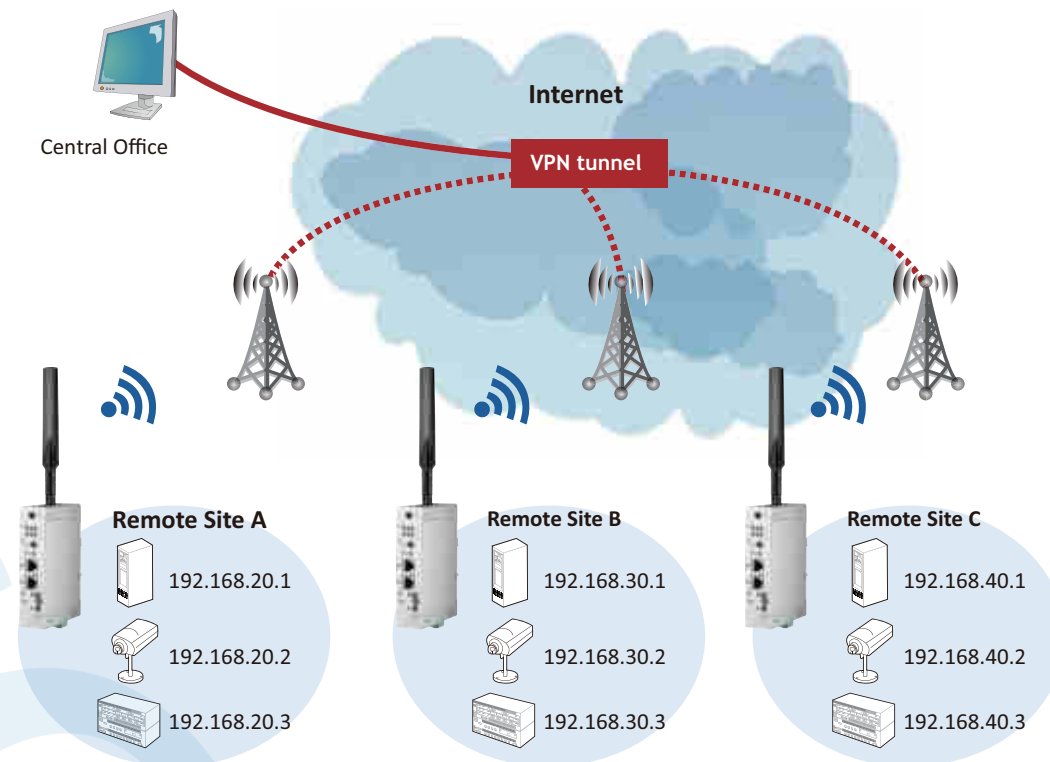 Internet
VPN tunnel
Central Office
Remote Site A
192.168.20.1
192.168.20.2
192.168.20.3
Remote Site B
192.168.30.1
192.168.30.2
192.168.30.3
Remote Site C
192.168.40.1
192.168.40.2
192.168.40.3